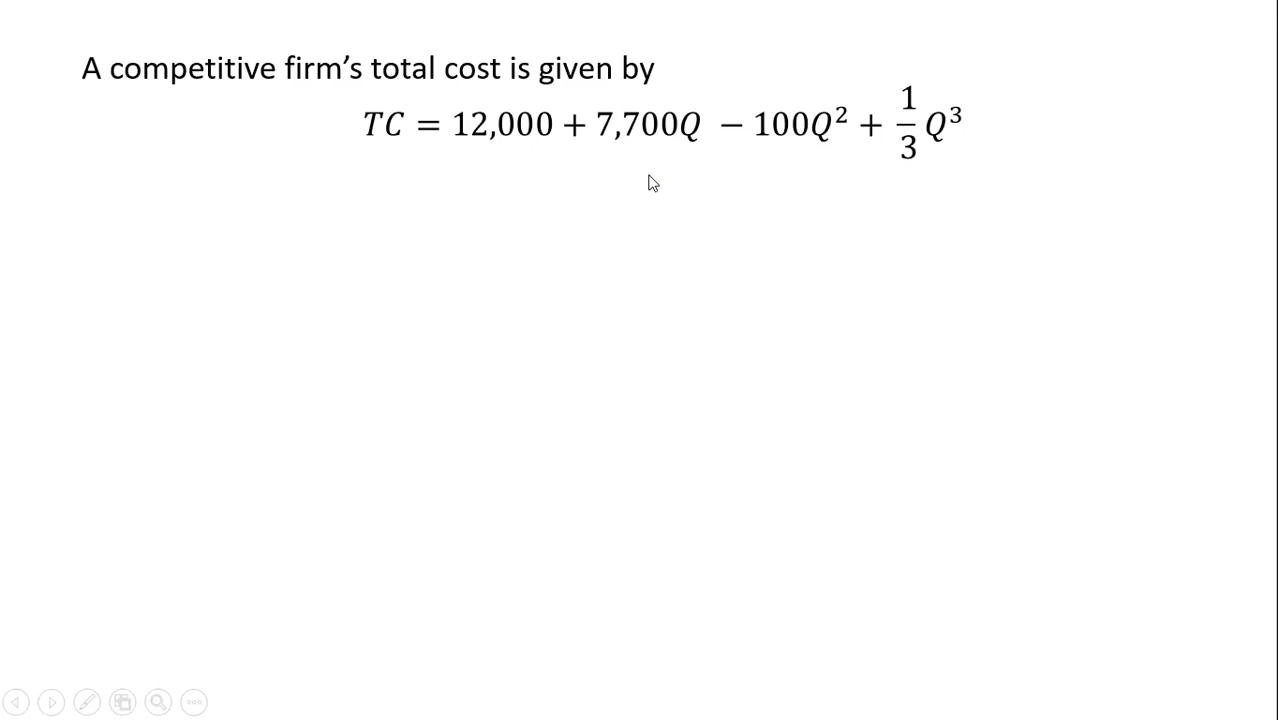 A competitive firm’s total cost is given by
TC = 12,000 + 7,700Q − 100Q² + 1/3 Q³